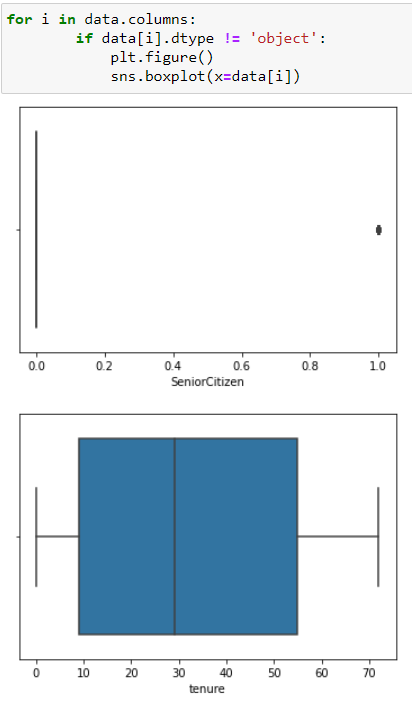 for i in data.columns:
if data[i].dtype != 'object':
plt.figure()
sns.boxplot(x=data[i])
0.0 0.2 0.4 0.6 0.8 1.0
SeniorCitizen
0 10 20 30 40 50 60 70
tenure